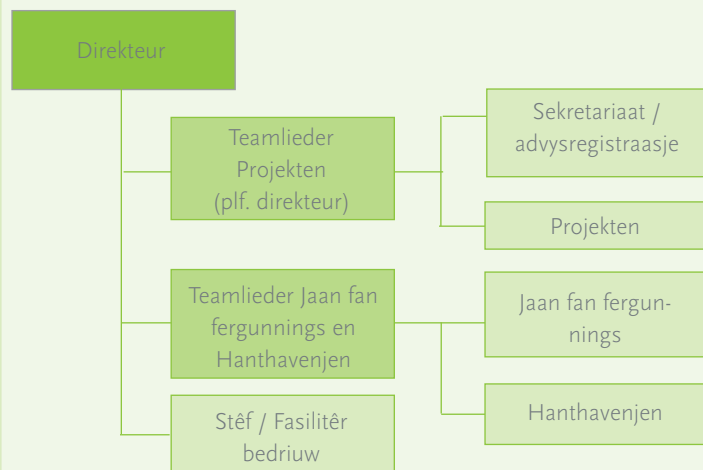 Direkteur
Teamlieder
Projekten
(plf. direkteur)
Sekretariaat /
advysregistraasje
Projekten
Teamlieder Jaan fan
fergunnings en
Hanthavenjen
Jaan fan fergun-
nings
Hanthavenjen
Stêf / Fasilitêr
bedriuw